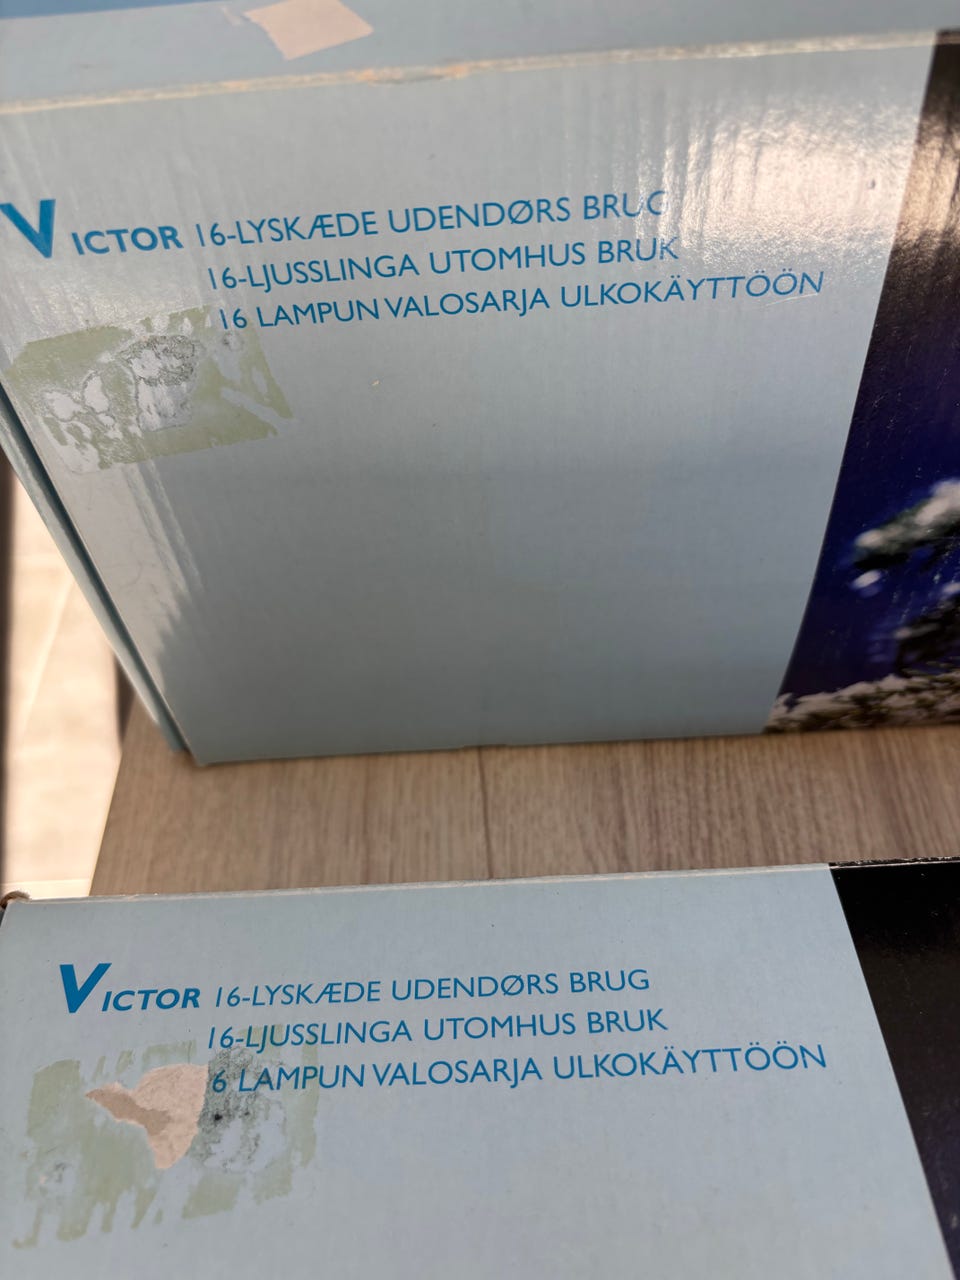 VICTOR 16-LYSKÆDE UDENDØRS BRUG
16-LJUSSLINGA UTOMHUS BRUK
16 LAMPUN VALOSARJA ULKOKÄYTTÖÖN
VICTOR 16-LYSKÆDE UDENDØRS BRUG
16-LJUSSLINGA UTOMHUS BRUK
6 LAMPUN VALOSARJA ULKOKÄYTTÖÖN